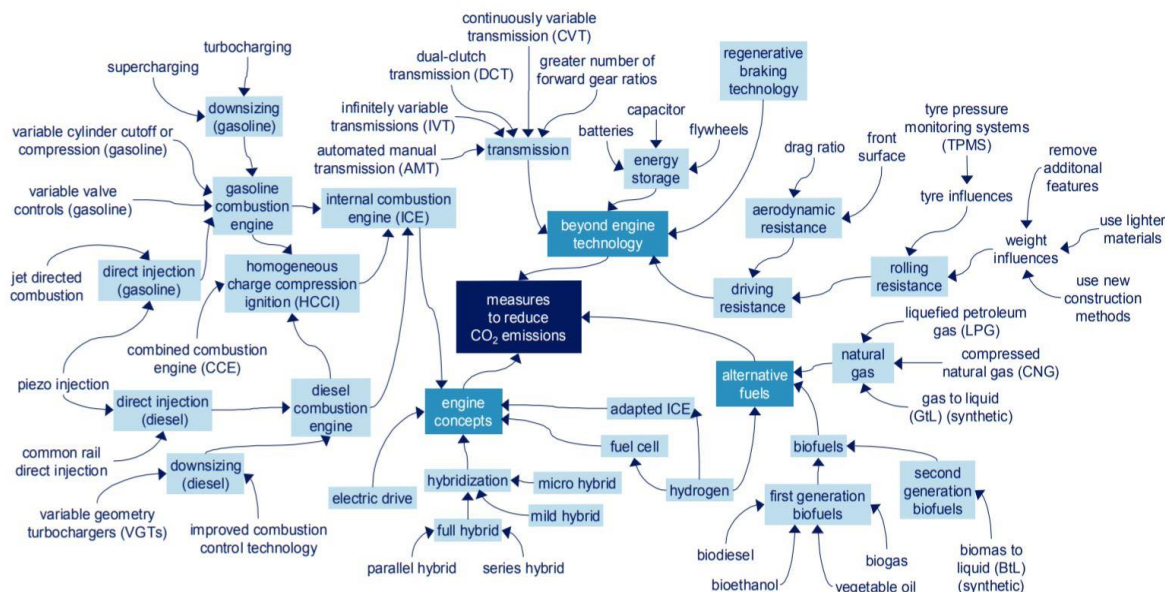 turbocharging
supercharging
downsizing
(gasoline)
variable cylinder cutoff or
compression (gasoline)
variable valve
controls (gasoline)
gasoline
combustion
engine
jet directed
combustion
direct injection
(gasoline)
homogeneous
charge compression
ignition (HCCI)
combined combustion
engine (CCE)
piezo injection
direct injection
(diesel)
common rail
direct injection
downsizing
(diesel)
variable geometry
turbochargers (VGTs)
improved combustion
control technology
diesel
combustion
engine
internal combustion
engine (ICE)
continuously variable
transmission (CVT)
dual-clutch
transmission (DCT)
greater number of
forward gear ratios
infinitely variable
transmissions (IVT)
automated manual
transmission (AMT)
transmission
capacitor
batteries
flywheels
energy
storage
regenerative
braking
technology
beyond engine
technology
measures
to reduce
CO₂ emissions
drag ratio
front
surface
aerodynamic
resistance
driving
resistance
tyre pressure
monitoring systems
(TPMS)
tyre influences
rolling
resistance
remove
additonal
features
weight
influences
use lighter
materials
use new
construction
methods
liquefied petroleum
gas (LPG)
natural
gas
compressed
natural gas (CNG)
gas to liquid
(GtL) (synthetic)
alternative
fuels
biofuels
first generation
biofuels
second
generation
biofuels
biodiesel
bioethanol
vegetable oil
biogas
biomas to
liquid (BtL)
(synthetic)
engine
concepts
adapted ICE
fuel cell
hydrogen
electric drive
hybridization
micro hybrid
mild hybrid
full hybrid
parallel hybrid
series hybrid